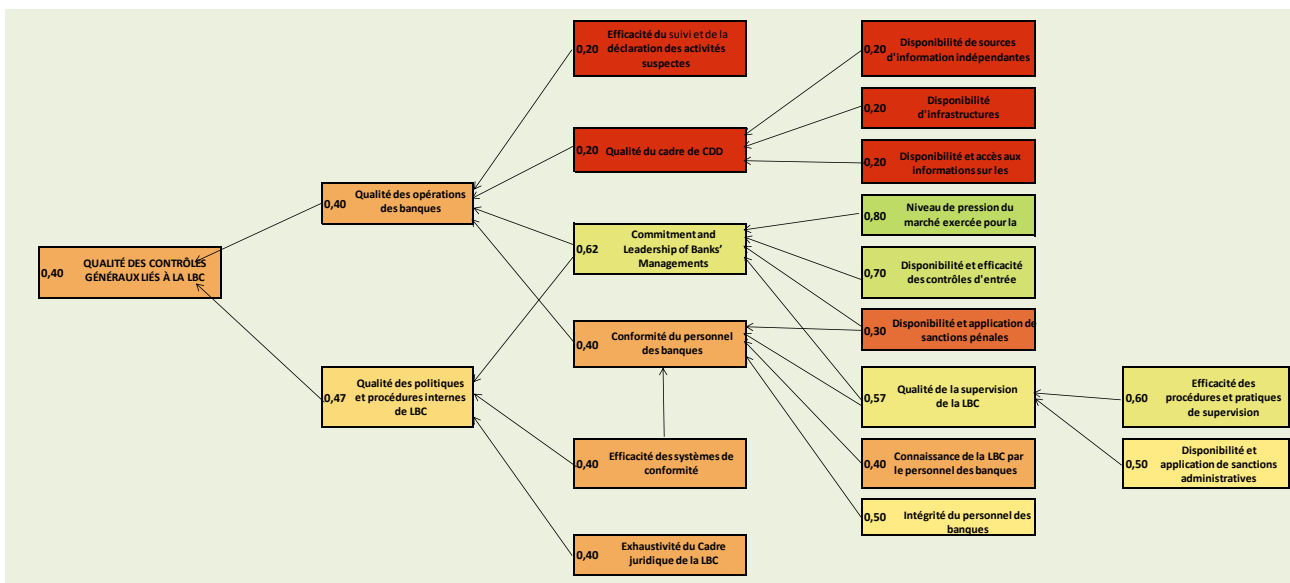 0,40
QUALITÉ DES CONTRÔLES
GÉNÉRAUX LIÉS À LA LBC
0,40
Qualité des opérations
des banques
0,47
Qualité des politiques
et procédures internes
de LBC
0,20
Efficacité du suivi et de la
déclaration des activités
suspectes
0,20
Qualité du cadre de CDD
0,62
Commitment and
Leadership of Banks'
Managements
0,40
Conformité du personnel
des banques
0,40
Efficacité des systèmes de
conformité
0,40
Exhaustivité du Cadre
juridique de la LBC
0,20
Disponibilité de sources
d'information indépendantes
0,20
Disponibilité
d'infrastructures
0,20
Disponibilité et accès aux
informations sur les
0,80
Niveau de pression du
marché exercée pour la
0,70
Disponibilité et efficacité
des contrôles d'entrée
0,30
Disponibilité et application de
sanctions pénales
0,57
Qualité de la supervision
de la LBC
0,40
Connaissance de la LBC par
le personnel des banques
0,50
Intégrité du personnel des
banques
0,60
Efficacité des
procédures et pratiques
de supervision
0,50
Disponibilité et
application de sanctions
administratives